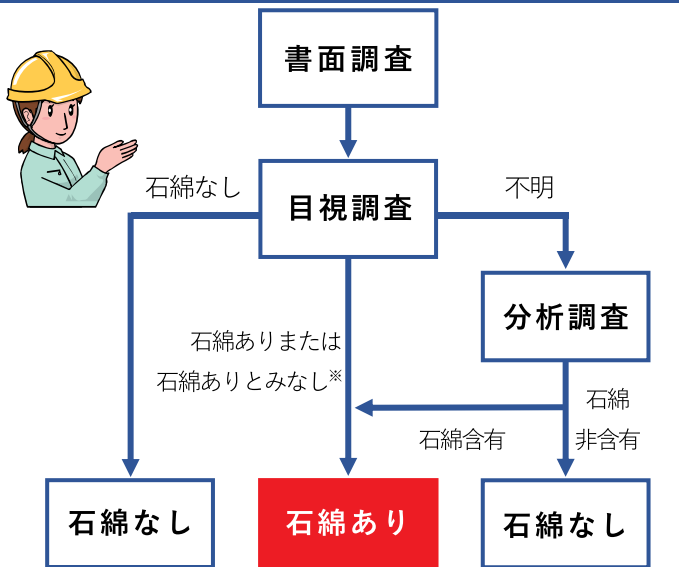 書面調査
石綿なし
目視調査
不明
分析調査
石綿ありまたは
石綿ありとみなし※
石綿
石綿含有
非含有
石綿なし
石綿あり
石綿なし